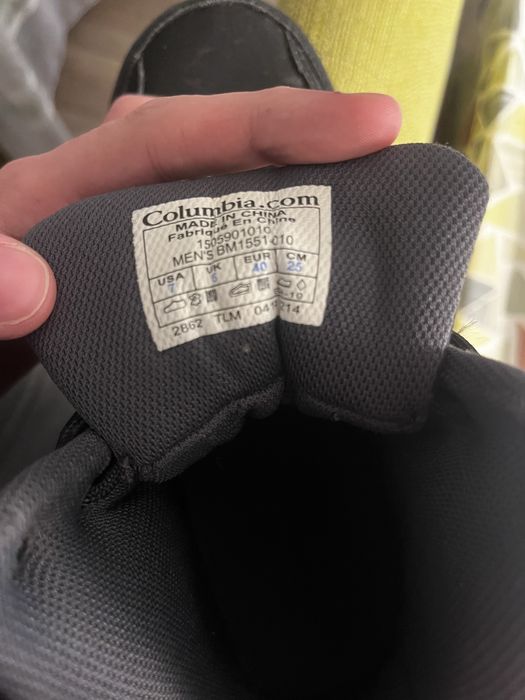 Columbia.com
MADE IN CHINA
Fabriqué En Chine
1505901010
MEN'S BM1551-010
USA UK EUR CM
7 6 40 25
2862 TLM 214